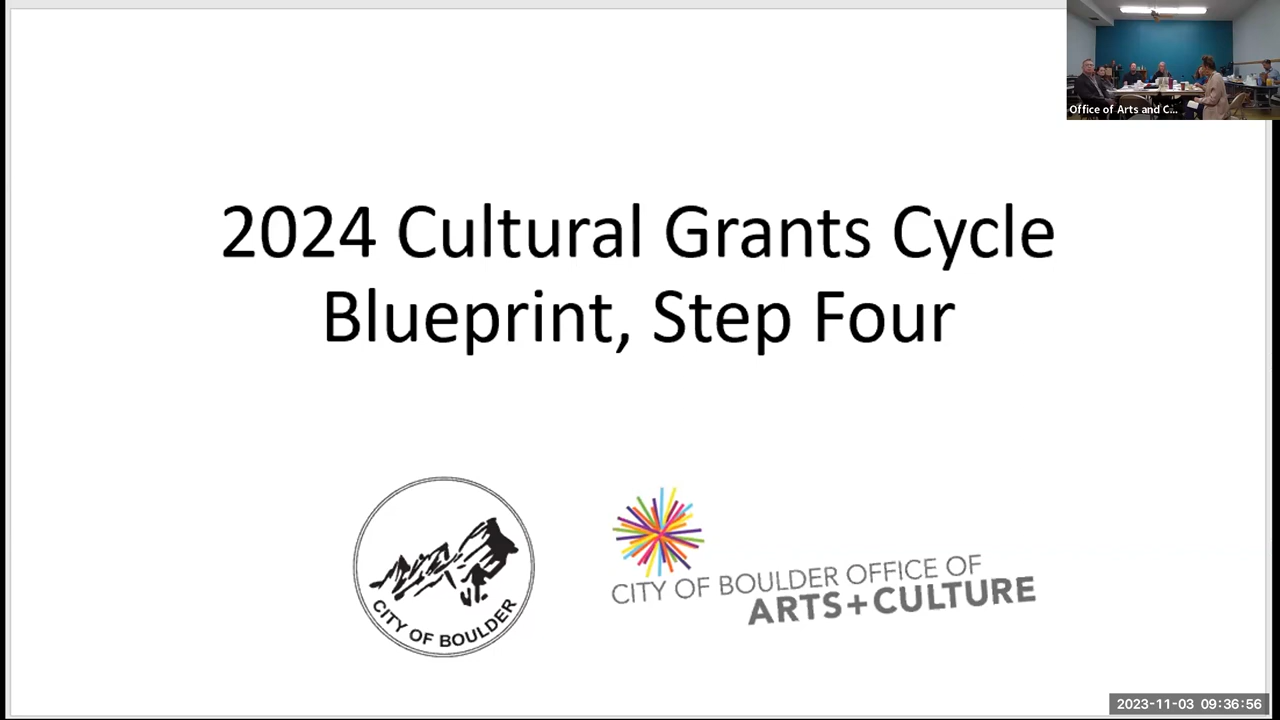 Office of Arts and C...
2024 Cultural Grants Cycle
Blueprint, Step Four
CITY OF BOULDER
CITY OF BOULDER OFFICE OF
ARTS+CULTURE
2023-11-03 09:36:56